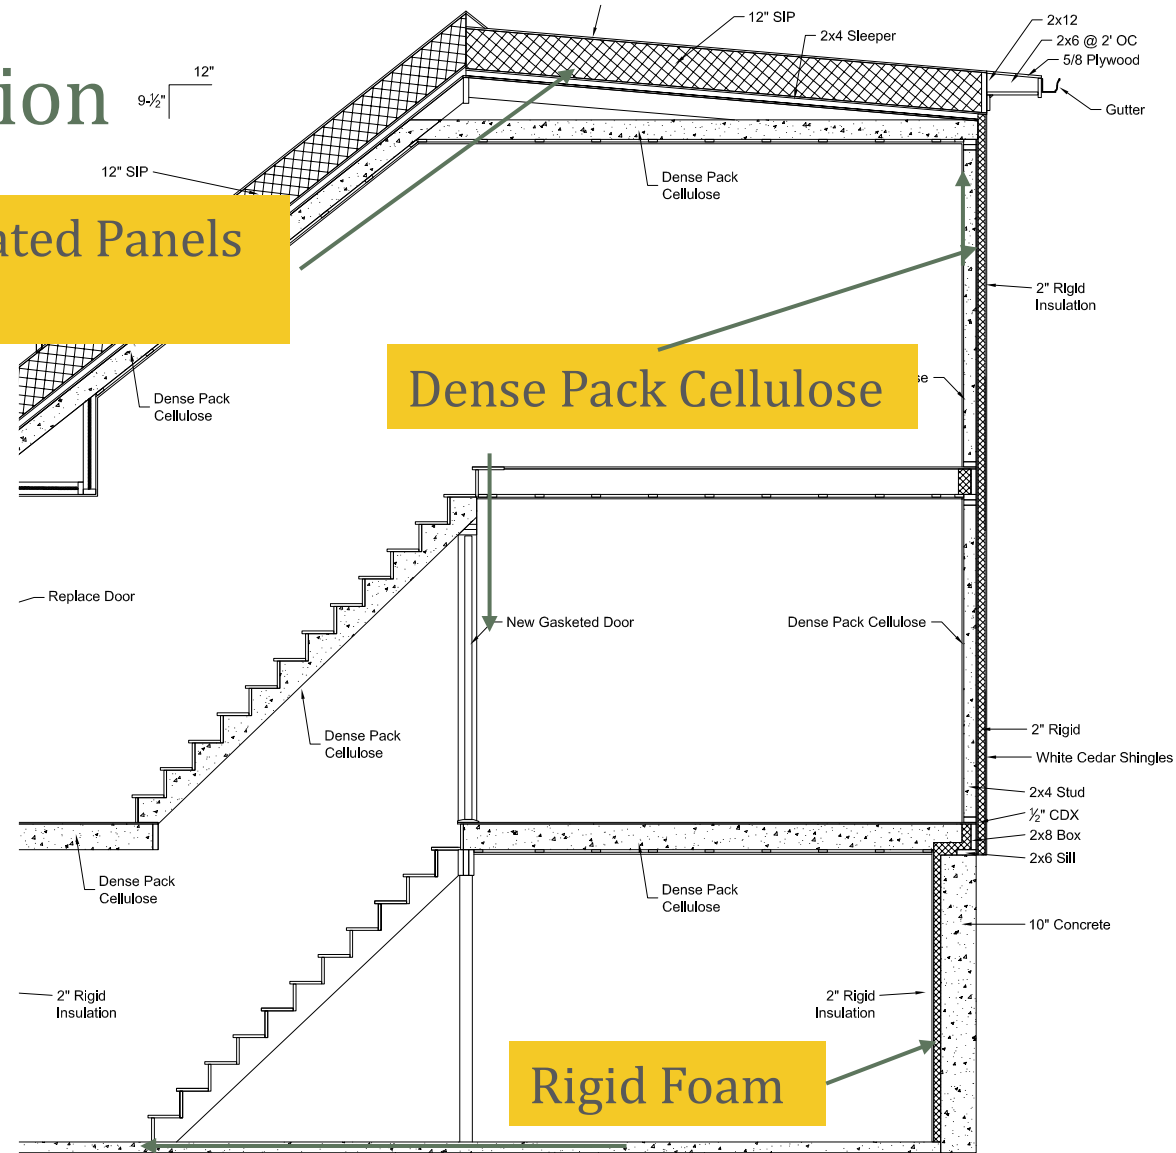 ion
12"
9-½"
12" SIP
2x4 Sleeper
2x12
2x6 @ 2' OC
5/8 Plywood
Gutter
12" SIP
Dense Pack
Cellulose
ated Panels
2" Rigid
Insulation
Dense Pack Cellulose
se
Dense Pack
Cellulose
Replace Door
New Gasketed Door
Dense Pack Cellulose
Dense Pack
Cellulose
2" Rigid
White Cedar Shingles
2x4 Stud
½" CDX
2x8 Box
2x6 Sill
Dense Pack
Cellulose
Dense Pack
Cellulose
10" Concrete
2" Rigid
Insulation
2" Rigid
Insulation
Rigid Foam